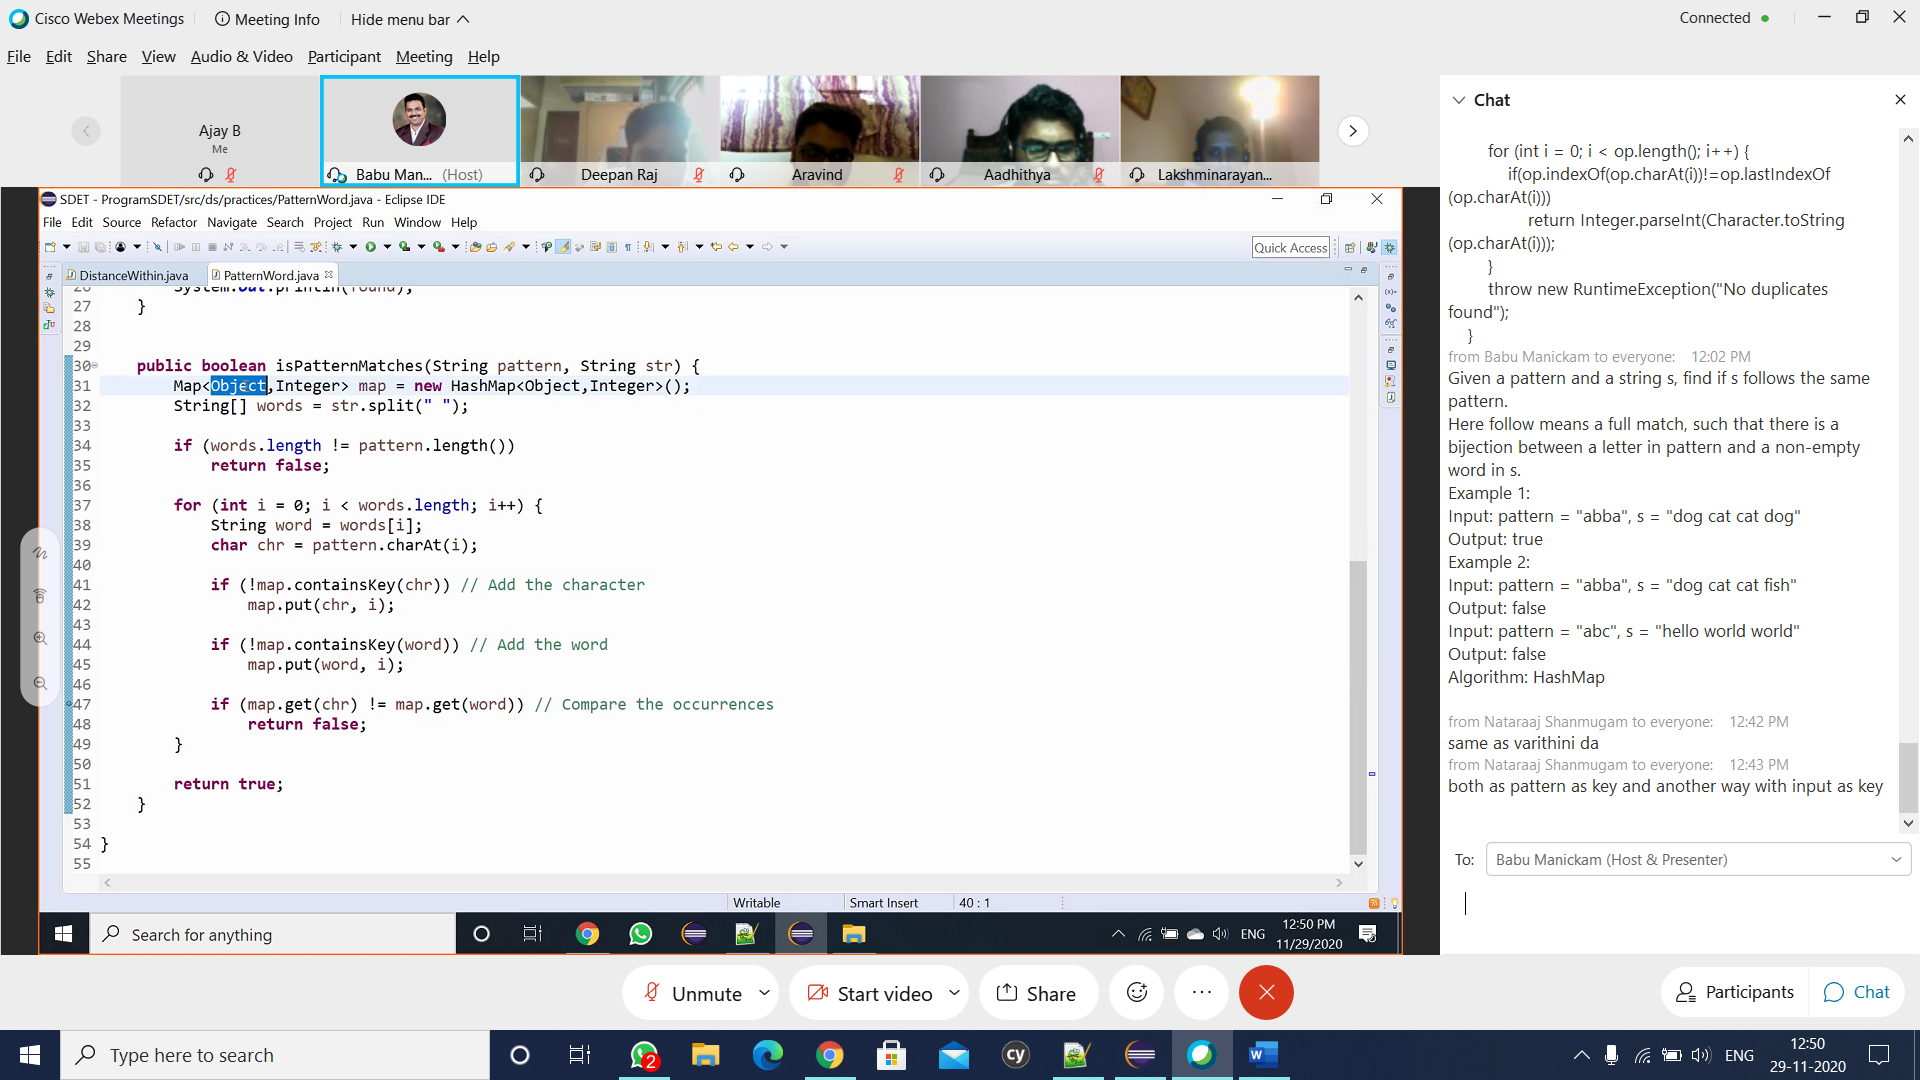 Cisco Webex Meetings
Meeting Info
Hide menu bar
Connected
File Edit Share View Audio & Video Participant Meeting Help
Ajay B
Me
Babu Man... (Host)
Deepan Raj
Aravind
Aadhithya
Lakshminarayan...
SDET - ProgramSDET/src/ds/practices/PatternWord.java - Eclipse IDE
File Edit Source Refactor Navigate Search Project Run Window Help
Quick Access
DistanceWithin.java
PatternWord.java
26 System.out.println(found);
27 }
28
29
30 public boolean isPatternMatches(String pattern, String str) {
31 Map<Object,Integer> map = new HashMap<Object,Integer>();
32 String[] words = str.split(" ");
33
34 if (words.length != pattern.length())
35 return false;
36
37 for (int i = 0; i < words.length; i++) {
38 String word = words[i];
39 char chr = pattern.charAt(i);
40
41 if (!map.containsKey(chr)) // Add the character
42 map.put(chr, i);
43
44 if (!map.containsKey(word)) // Add the word
45 map.put(word, i);
46
47 if (map.get(chr) != map.get(word)) // Compare the occurrences
48 return false;
49 }
50
51 return true;
52 }
53
54 }
55
Writable
Smart Insert
40 : 1
Search for anything
ENG
12:50 PM
11/29/2020
Chat
for (int i = 0; i < op.length(); i++) {
if(op.indexOf(op.charAt(i))!=op.lastIndexOf
(op.charAt(i)))
return Integer.parseInt(Character.toString
(op.charAt(i)));
}
throw new RuntimeException("No duplicates
found");
}
from Babu Manickam to everyone: 12:02 PM
Given a pattern and a string s, find if s follows the same
pattern.
Here follow means a full match, such that there is a
bijection between a letter in pattern and a non-empty
word in s.
Example 1:
Input: pattern = "abba", s = "dog cat cat dog"
Output: true
Example 2:
Input: pattern = "abba", s = "dog cat cat fish"
Output: false
Input: pattern = "abc", s = "hello world world"
Output: false
Algorithm: HashMap
from Nataraaj Shanmugam to everyone: 12:42 PM
same as varithini da
from Nataraaj Shanmugam to everyone: 12:43 PM
both as pattern as key and another way with input as key
To: Babu Manickam (Host & Presenter)
Unmute
Start video
Share
Participants
Chat
Type here to search
2
cy
ENG
12:50
29-11-2020